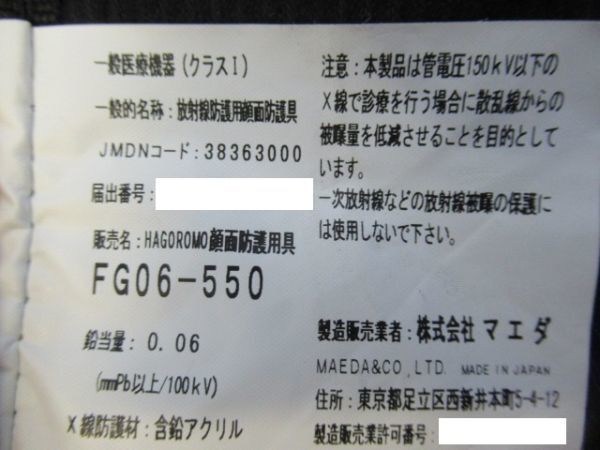 一般医療機器（クラスⅠ）
一般的名称：放射線防護用顔面防護具
JMDNコード：38363000
届出番号：
販売名：HAGOROMO顔面防護用具
FG06-550
鉛当量：0.06
(mmPb以上/100kV)
X線防護材：含鉛アクリル
注意：本製品は管電圧150kV以下の
X線で診療を行う場合に散乱線からの
被曝量を低減させることを目的として
います。
一次放射線などの放射線被曝の保護に
は使用しないで下さい。
製造販売業者：株式会社マエダ
MAEDA&CO.,LTD. MADE IN JAPAN
住所：東京都足立区西新井本町5-4-12
製造販売業許可番号：